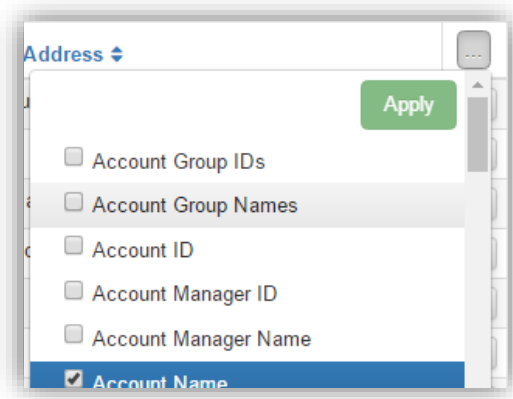 Address
...
Apply
Account Group IDs
Account Group Names
Account ID
Account Manager ID
Account Manager Name
Account Name